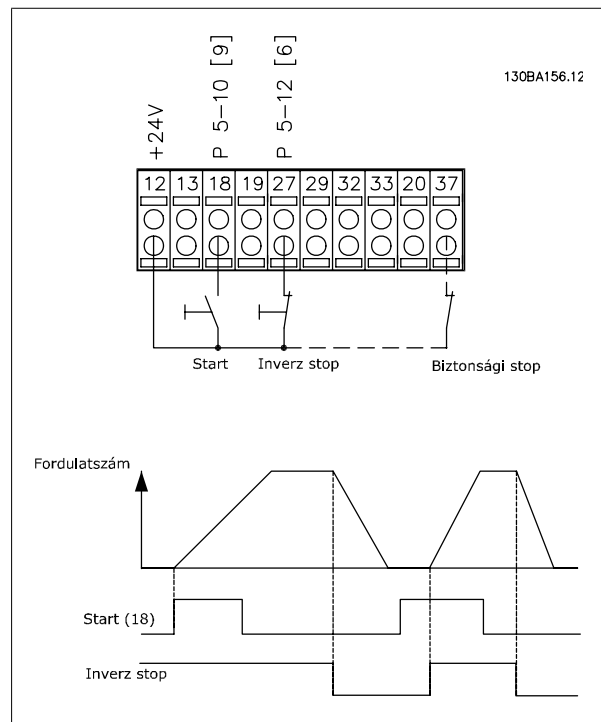 130BA156.12
+24V
P 5-10 [9]
P 5-12 [6]
12 13 18 19 27 29 32 33 20 37
Start Inverz stop Biztonsági stop
Fordulatszám
Start (18)
Inverz stop